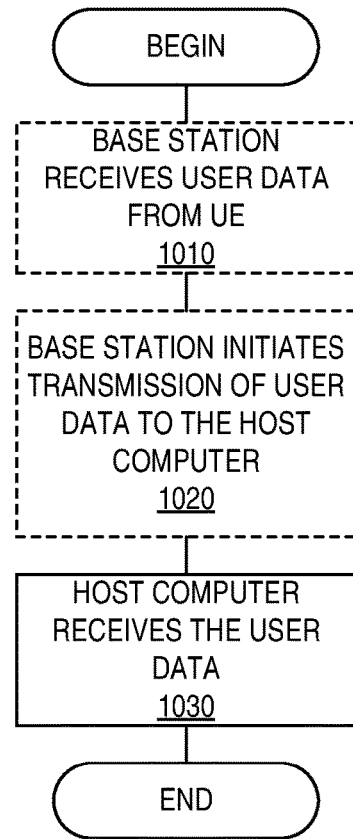 BEGIN
BASE STATION
RECEIVES USER DATA
FROM UE
1010
BASE STATION INITIATES
TRANSMISSION OF USER
DATA TO THE HOST
COMPUTER
1020
HOST COMPUTER
RECEIVES THE USER
DATA
1030
END